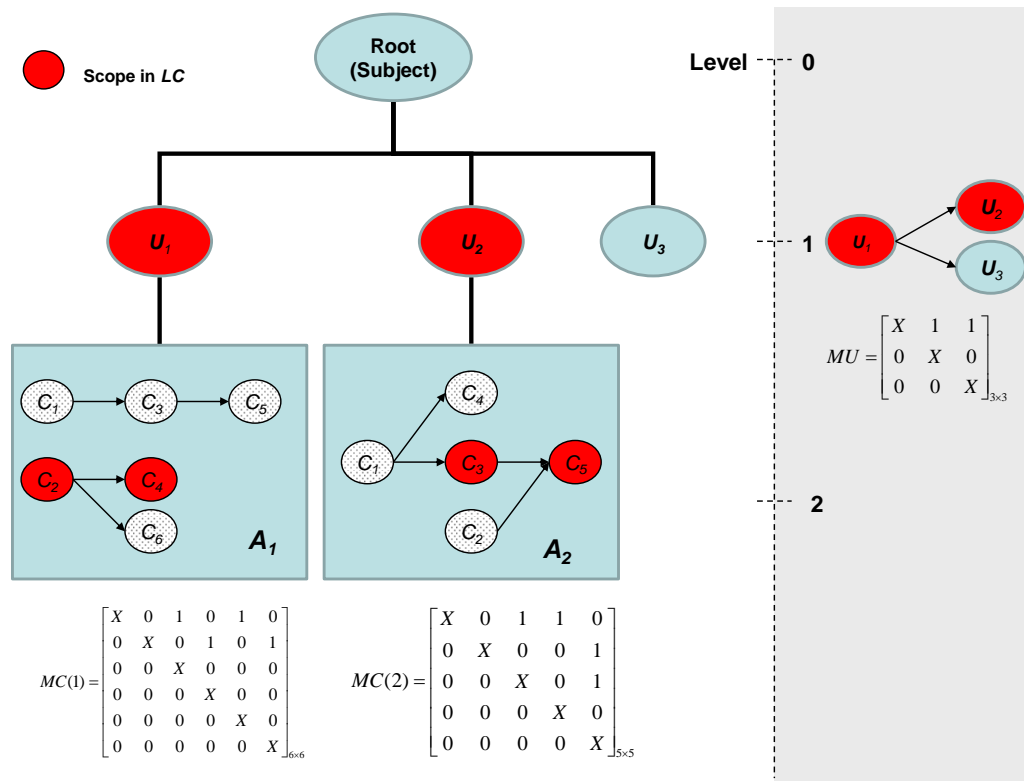 Root
(Subject)
Scope in LC
Level
0
U1
U2
U3
1
U1
U2
U3
MU = [X 1 1
0 X 0
0 0 X]3×3
C1
C3
C5
C2
C4
C6
A1
C4
C1
C3
C5
C2
A2
2
MC(1) = [X 0 1 0 1 0
0 X 0 1 0 1
0 0 X 0 0 0
0 0 0 X 0 0
0 0 0 0 X 0
0 0 0 0 0 X]6×6
MC(2) = [X 0 1 1 0
0 X 0 0 1
0 0 X 0 1
0 0 0 X 0
0 0 0 0 X]5×5